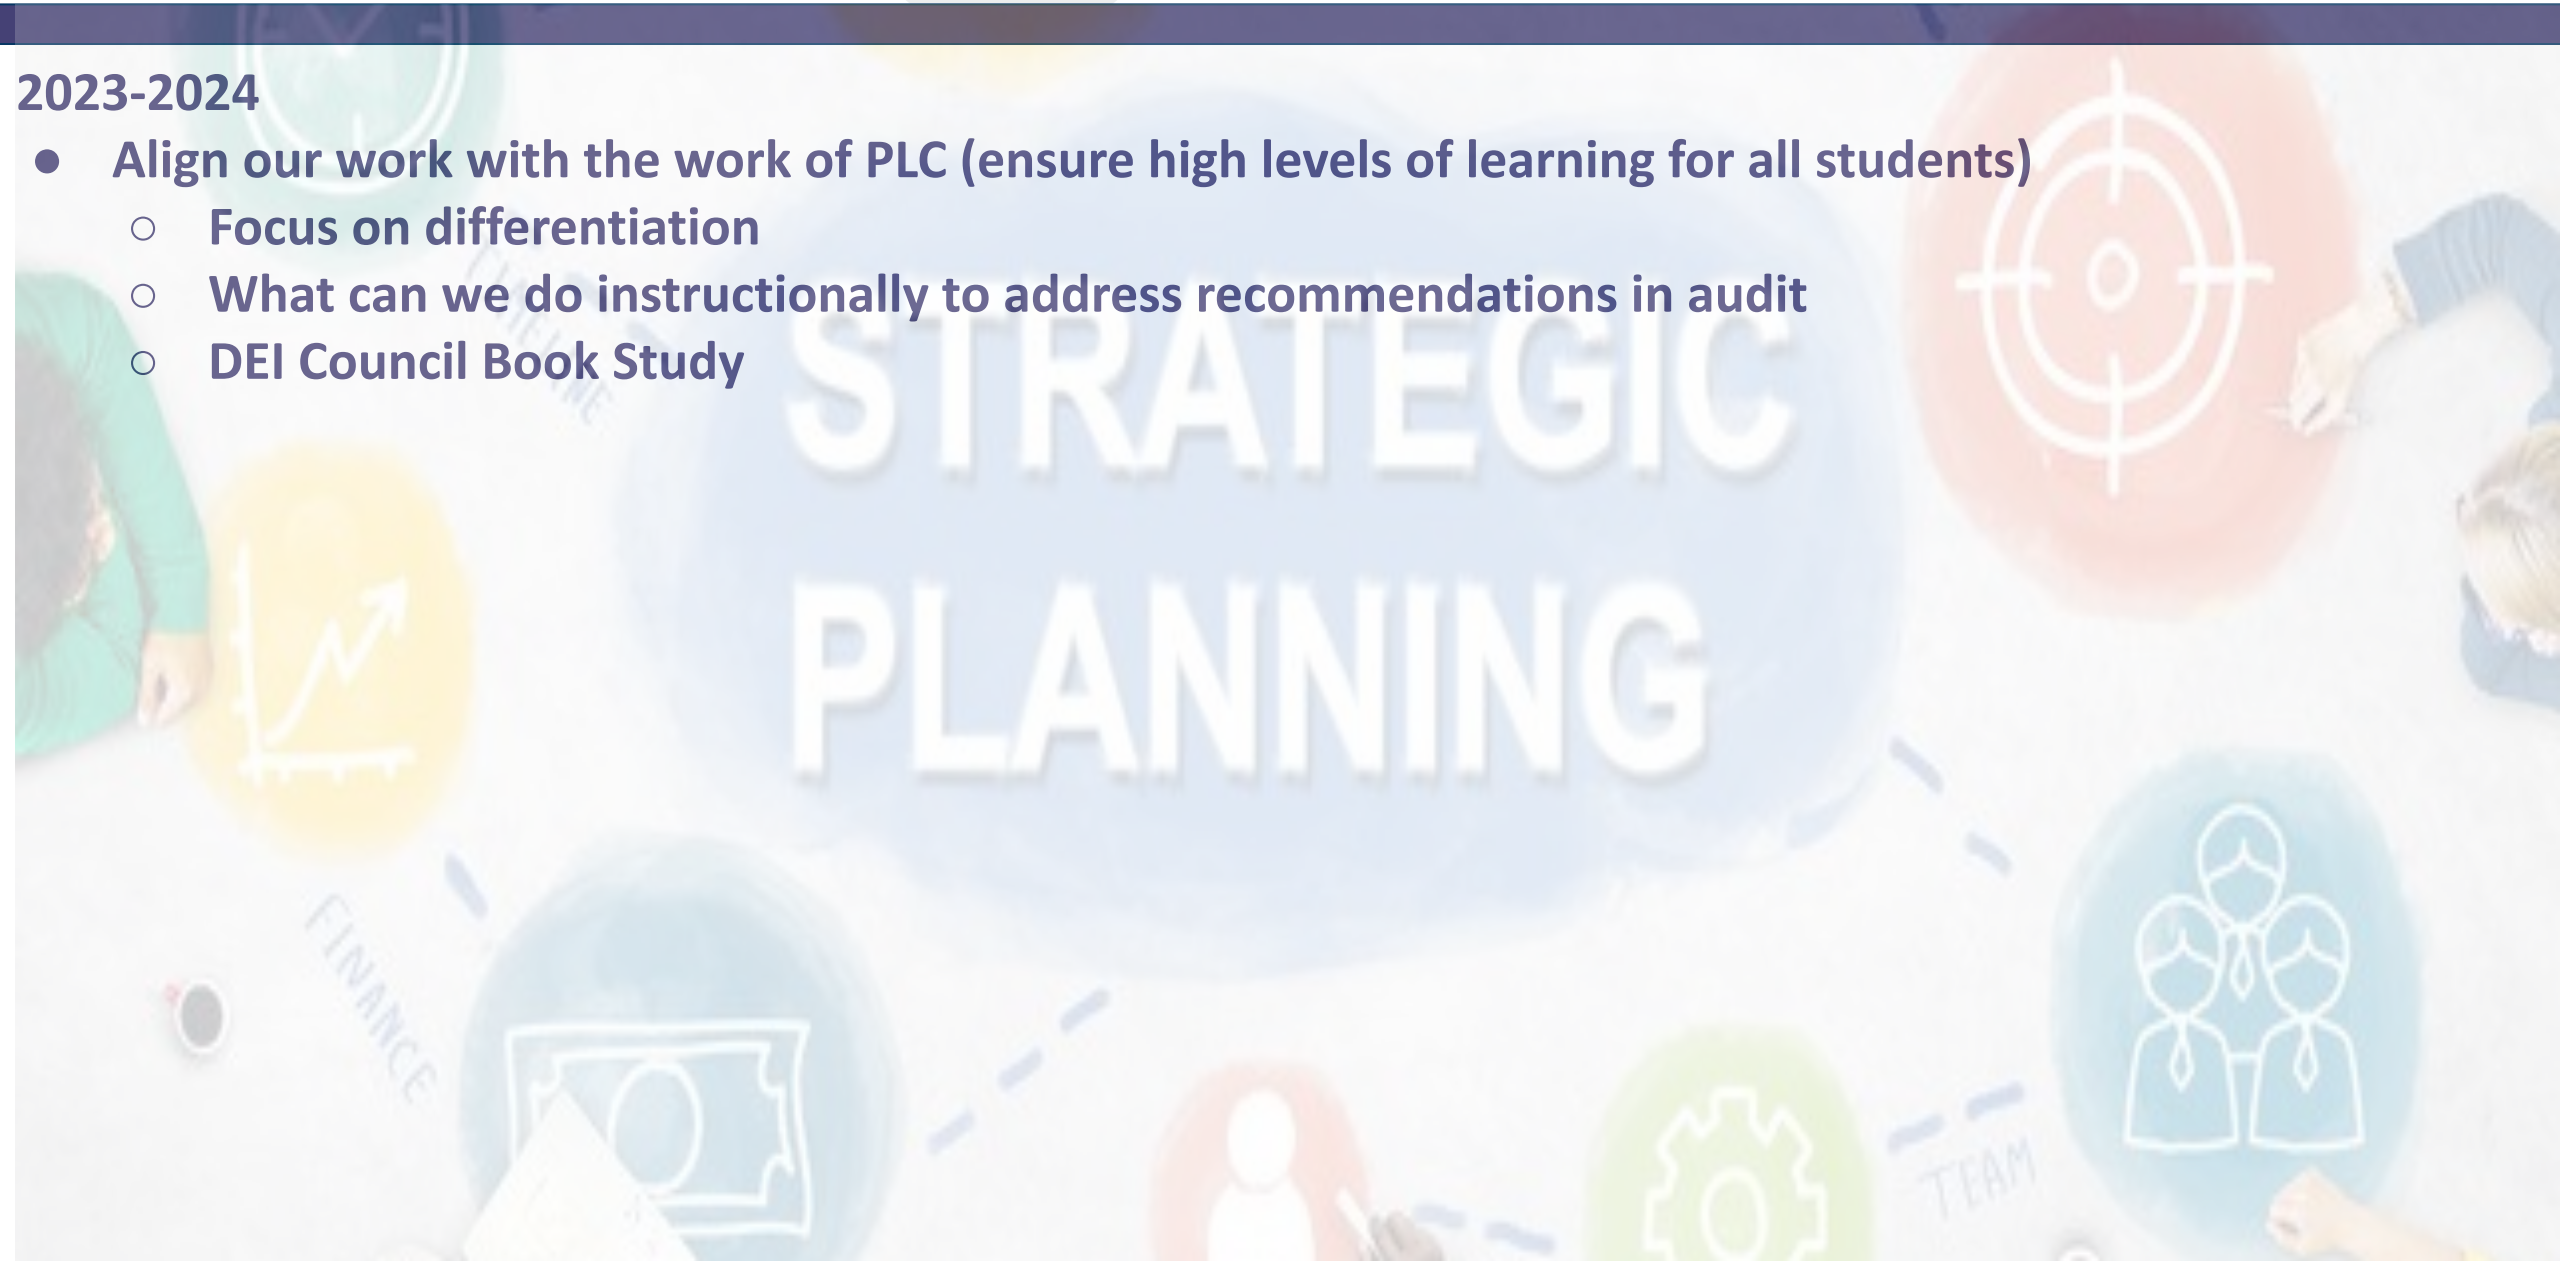 2023-2024
● Align our work with the work of PLC (ensure high levels of learning for all students)
○ Focus on differentiation
○ What can we do instructionally to address recommendations in audit
○ DEI Council Book Study
TIMELINE
STRATEGIC
PLANNING
FINANCE
TEAM